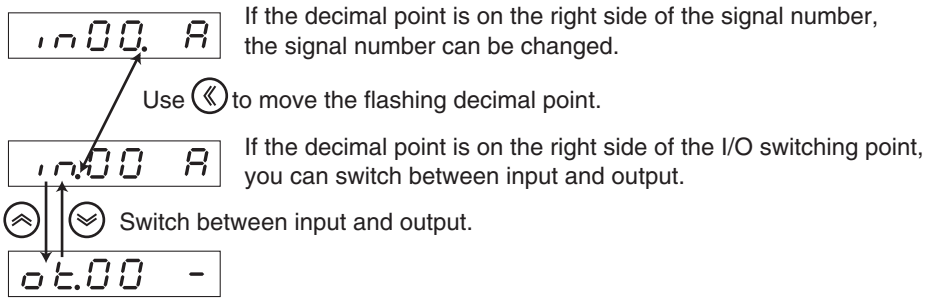 in00. A
If the decimal point is on the right side of the signal number,
the signal number can be changed.
Use to move the flashing decimal point.
in.00 A
If the decimal point is on the right side of the I/O switching point,
you can switch between input and output.
Switch between input and output.
ot.00 -